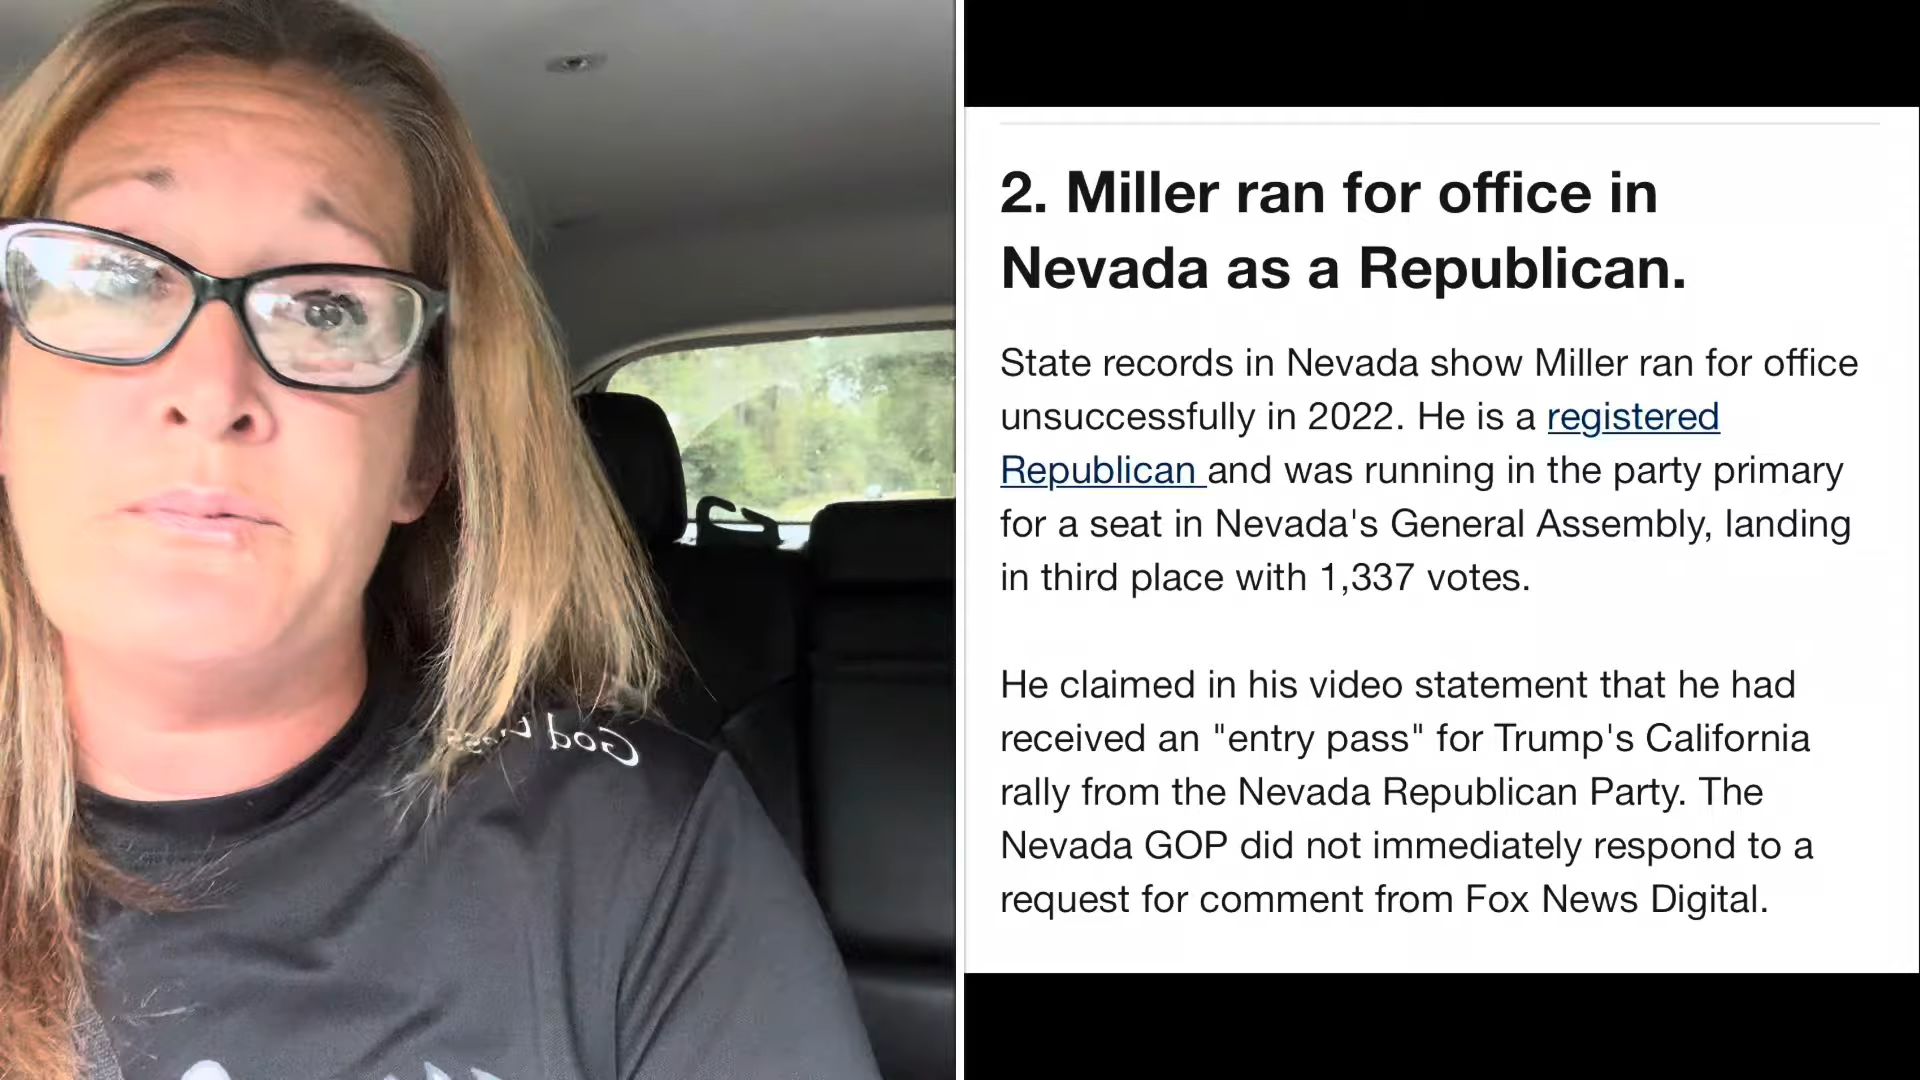 2. Miller ran for office in
Nevada as a Republican.
State records in Nevada show Miller ran for office
unsuccessfully in 2022. He is a registered
Republican and was running in the party primary
for a seat in Nevada's General Assembly, landing
in third place with 1,337 votes.
He claimed in his video statement that he had
received an "entry pass" for Trump's California
rally from the Nevada Republican Party. The
Nevada GOP did not immediately respond to a
request for comment from Fox News Digital.
God